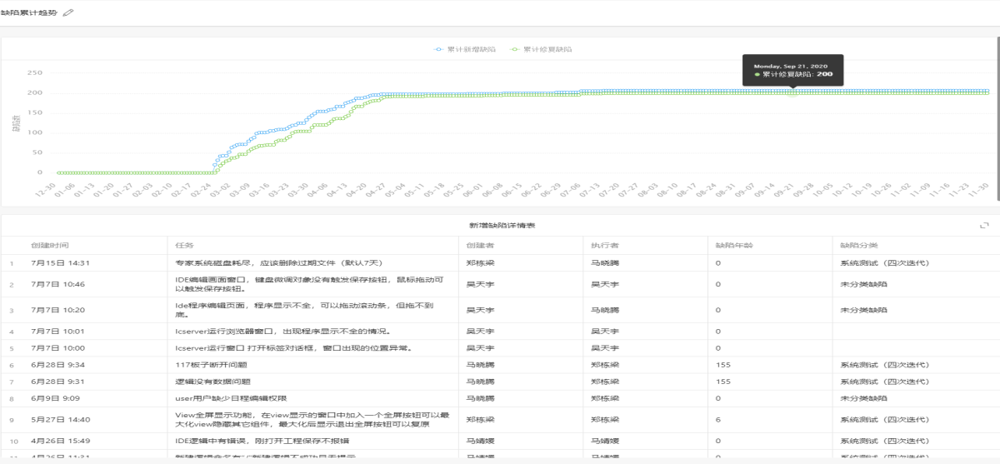 缺陷累计趋势
累计新增缺陷 累计修复缺陷
Monday, Sep 21, 2020
累计修复缺陷: 200
缺陷数
250
200
150
100
50
0
12-30 01-06 01-13 01-20 01-27 02-03 02-10 02-17 02-24 03-02 03-09 03-16 03-23 03-30 04-06 04-13 04-20 04-27 05-04 05-11 05-18 05-25 06-01 06-08 06-15 06-22 06-29 07-06 07-13 07-20 07-27 08-03 08-10 08-17 08-24 08-31 09-07 09-14 09-21 09-28 10-05 10-12 10-19 10-26 11-02 11-09 11-16 11-23 11-30
新增缺陷详情表
创建时间 任务 创建者 执行者 缺陷年龄 缺陷分类
1 7月15日 14:31 专家系统磁盘耗尽，应该删除过期文件（默认7天） 郑栋梁 马晓腾 0 系统测试（四次迭代）
2 7月7日 10:46 IDE编辑画面窗口，键盘微调对象没有触发保存按钮，鼠标拖动可
以触发保存按钮。 吴天宇 吴天宇 0 未分类缺陷
3 7月7日 10:20 Ide程序编辑页面，程序显示不全，可以拖动滚动条，但拖不到
底。 吴天宇 马晓腾 0 未分类缺陷
4 7月7日 10:01 Icserver运行浏览器窗口，出现程序显示不全的情况。 吴天宇 吴天宇 0
5 7月7日 10:00 Icserver运行窗口 打开标签对话框，窗口出现的位置异常。 吴天宇 吴天宇 0
6 6月28日 9:34 117板子断开问题 马晓腾 郑栋梁 155 系统测试（四次迭代）
7 6月28日 9:31 逻辑没有数据问题 马晓腾 郑栋梁 155 系统测试（四次迭代）
8 6月9日 9:09 user用户缺少日程编辑权限 马晓腾 郑栋梁 0 未分类缺陷
9 5月27日 14:40 View全屏显示功能，在view显示的窗口中加入一个全屏按钮可以最
大化view隐藏其它组件，最大化后显示退出全屏按钮可以复原 郑栋梁 郑栋梁 6 系统测试（四次迭代）
10 4月26日 15:49 IDE逻辑中有错误，刚打开工程保存不报错 马婧媛 马婧媛 0 系统测试（四次迭代）